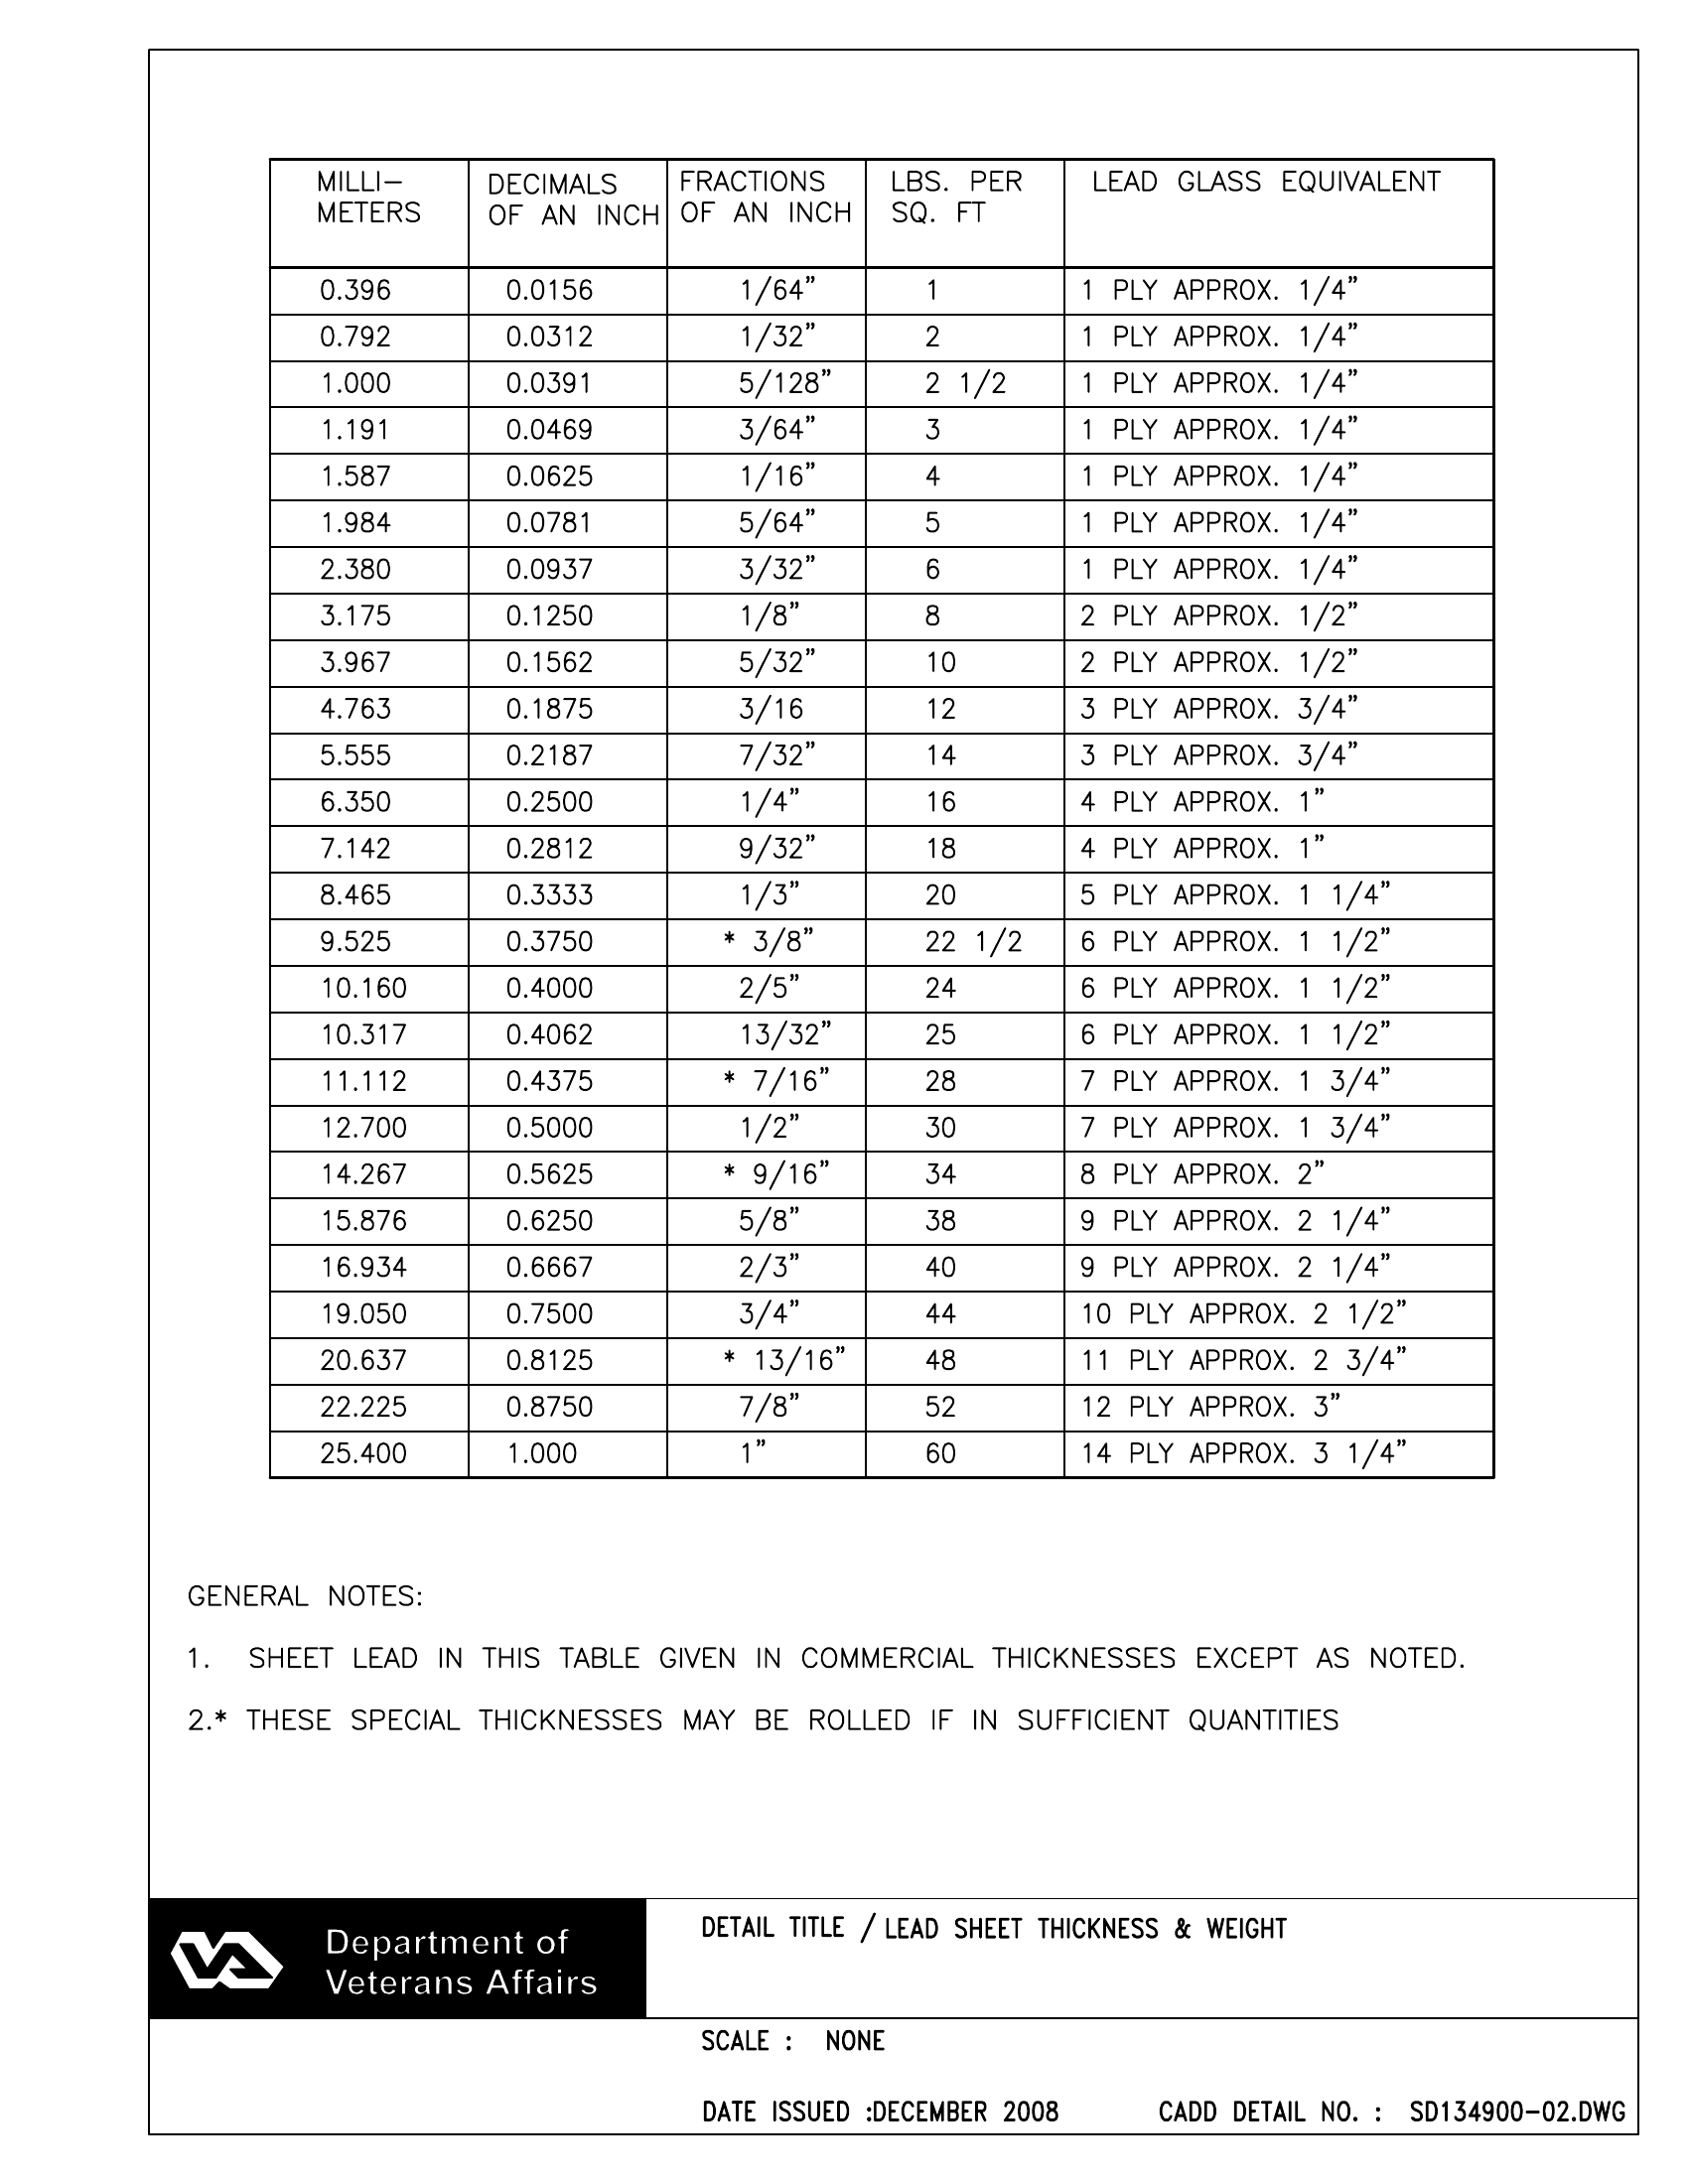 MILLI– DECIMALS FRACTIONS LBS. PER LEAD GLASS EQUIVALENT
METERS OF AN INCH OF AN INCH SQ. FT
0.396 0.0156 1/64" 1 1 PLY APPROX. 1/4"
0.792 0.0312 1/32" 2 1 PLY APPROX. 1/4"
1.000 0.0391 5/128" 2 1/2 1 PLY APPROX. 1/4"
1.191 0.0469 3/64" 3 1 PLY APPROX. 1/4"
1.587 0.0625 1/16" 4 1 PLY APPROX. 1/4"
1.984 0.0781 5/64" 5 1 PLY APPROX. 1/4"
2.380 0.0937 3/32" 6 1 PLY APPROX. 1/4"
3.175 0.1250 1/8" 8 2 PLY APPROX. 1/2"
3.967 0.1562 5/32" 10 2 PLY APPROX. 1/2"
4.763 0.1875 3/16 12 3 PLY APPROX. 3/4"
5.555 0.2187 7/32" 14 3 PLY APPROX. 3/4"
6.350 0.2500 1/4" 16 4 PLY APPROX. 1"
7.142 0.2812 9/32" 18 4 PLY APPROX. 1"
8.465 0.3333 1/3" 20 5 PLY APPROX. 1 1/4"
9.525 0.3750 * 3/8" 22 1/2 6 PLY APPROX. 1 1/2"
10.160 0.4000 2/5" 24 6 PLY APPROX. 1 1/2"
10.317 0.4062 13/32" 25 6 PLY APPROX. 1 1/2"
11.112 0.4375 * 7/16" 28 7 PLY APPROX. 1 3/4"
12.700 0.5000 1/2" 30 7 PLY APPROX. 1 3/4"
14.267 0.5625 * 9/16" 34 8 PLY APPROX. 2"
15.876 0.6250 5/8" 38 9 PLY APPROX. 2 1/4"
16.934 0.6667 2/3" 40 9 PLY APPROX. 2 1/4"
19.050 0.7500 3/4" 44 10 PLY APPROX. 2 1/2"
20.637 0.8125 * 13/16" 48 11 PLY APPROX. 2 3/4"
22.225 0.8750 7/8" 52 12 PLY APPROX. 3"
25.400 1.000 1" 60 14 PLY APPROX. 3 1/4"
GENERAL NOTES:
1. SHEET LEAD IN THIS TABLE GIVEN IN COMMERCIAL THICKNESSES EXCEPT AS NOTED.
2.* THESE SPECIAL THICKNESSES MAY BE ROLLED IF IN SUFFICIENT QUANTITIES
Department of
Veterans Affairs
DETAIL TITLE / LEAD SHEET THICKNESS & WEIGHT
SCALE : NONE
DATE ISSUED :DECEMBER 2008 CADD DETAIL NO. : SD134900-02.DWG